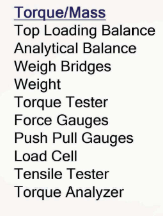 Torque/Mass
Top Loading Balance
Analytical Balance
Weigh Bridges
Weight
Torque Tester
Force Gauges
Push Pull Gauges
Load Cell
Tensile Tester
Torque Analyzer